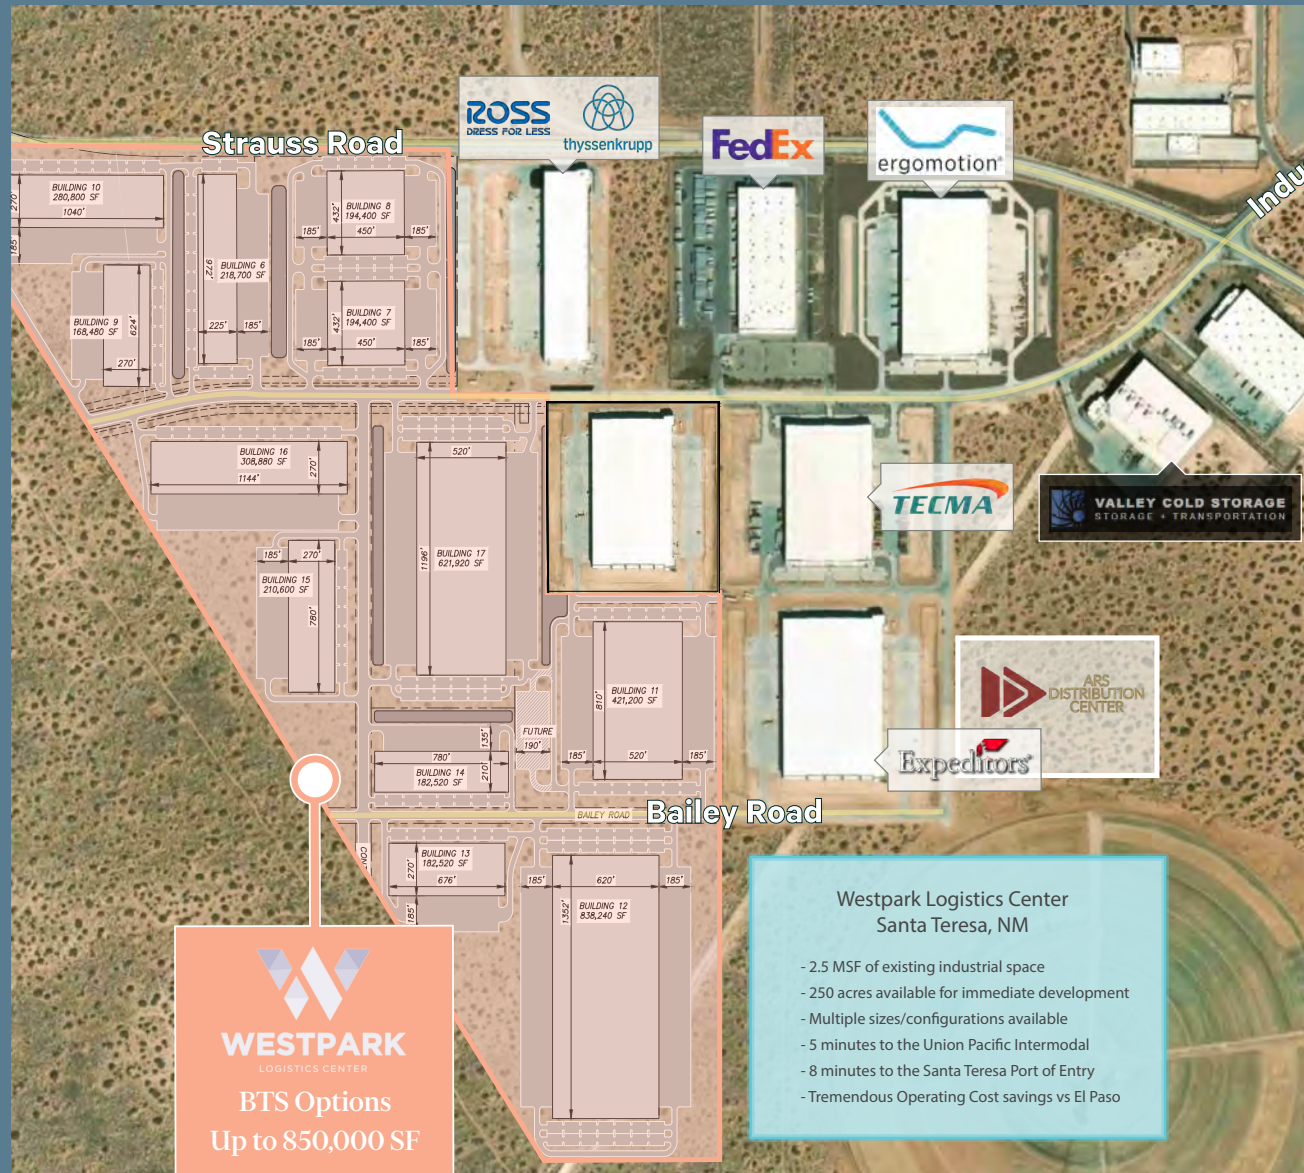 Strauss Road
ROSS
DRESS FOR LESS
thyssenkrupp
FedEx
ergomotion®
Indu
BUILDING 10
280,800 SF
1040'
270'
185'
BUILDING 9
168,480 SF
624'
270'
BUILDING 6
218,700 SF
972'
225'
185'
BUILDING 8
194,400 SF
432'
185'
450'
185'
BUILDING 7
194,400 SF
432'
185'
450'
185'
BUILDING 16
308,880 SF
1144'
270'
520'
BUILDING 17
621,920 SF
1196'
185'
270'
BUILDING 15
210,600 SF
780'
TECMA
VALLEY COLD STORAGE
STORAGE + TRANSPORTATION
BUILDING 11
421,200 SF
810'
185'
520'
185'
FUTURE
190'
135'
780'
BUILDING 14
182,520 SF
210'
ARS
DISTRIBUTION
CENTER
Expeditors®
BAILEY ROAD
Bailey Road
CONT
BUILDING 13
182,520 SF
270'
676'
185'
185'
620'
185'
BUILDING 12
838,240 SF
1352'
WESTPARK
LOGISTICS CENTER
BTS Options
Up to 850,000 SF
Westpark Logistics Center
Santa Teresa, NM
- 2.5 MSF of existing industrial space
- 250 acres available for immediate development
- Multiple sizes/configurations available
- 5 minutes to the Union Pacific Intermodal
- 8 minutes to the Santa Teresa Port of Entry
- Tremendous Operating Cost savings vs El Paso